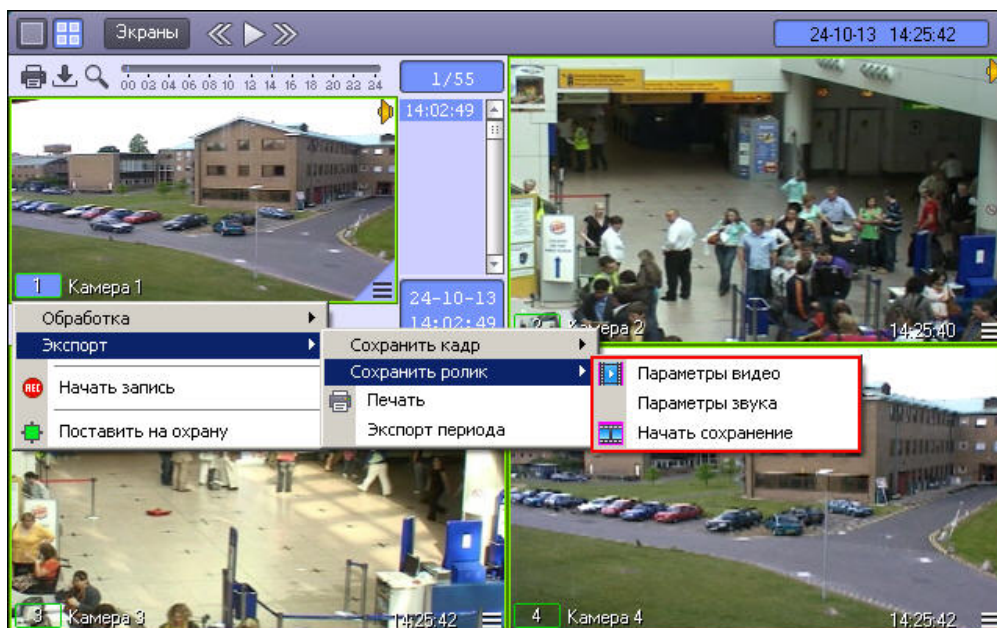 Экраны
24-10-13 14:25:42
00 02 04 06 08 10 12 14 16 18 20 22 24
1/55
14:02:49
1 Камера 1
24-10-13
14:02:49
2 Камера 2
14:25:40
Обработка
Экспорт
REC Начать запись
Поставить на охрану
Сохранить кадр
Сохранить ролик
Печать
Экспорт периода
Параметры видео
Параметры звука
Начать сохранение
3 Камера 3
14:25:42
4 Камера 4
14:25:42